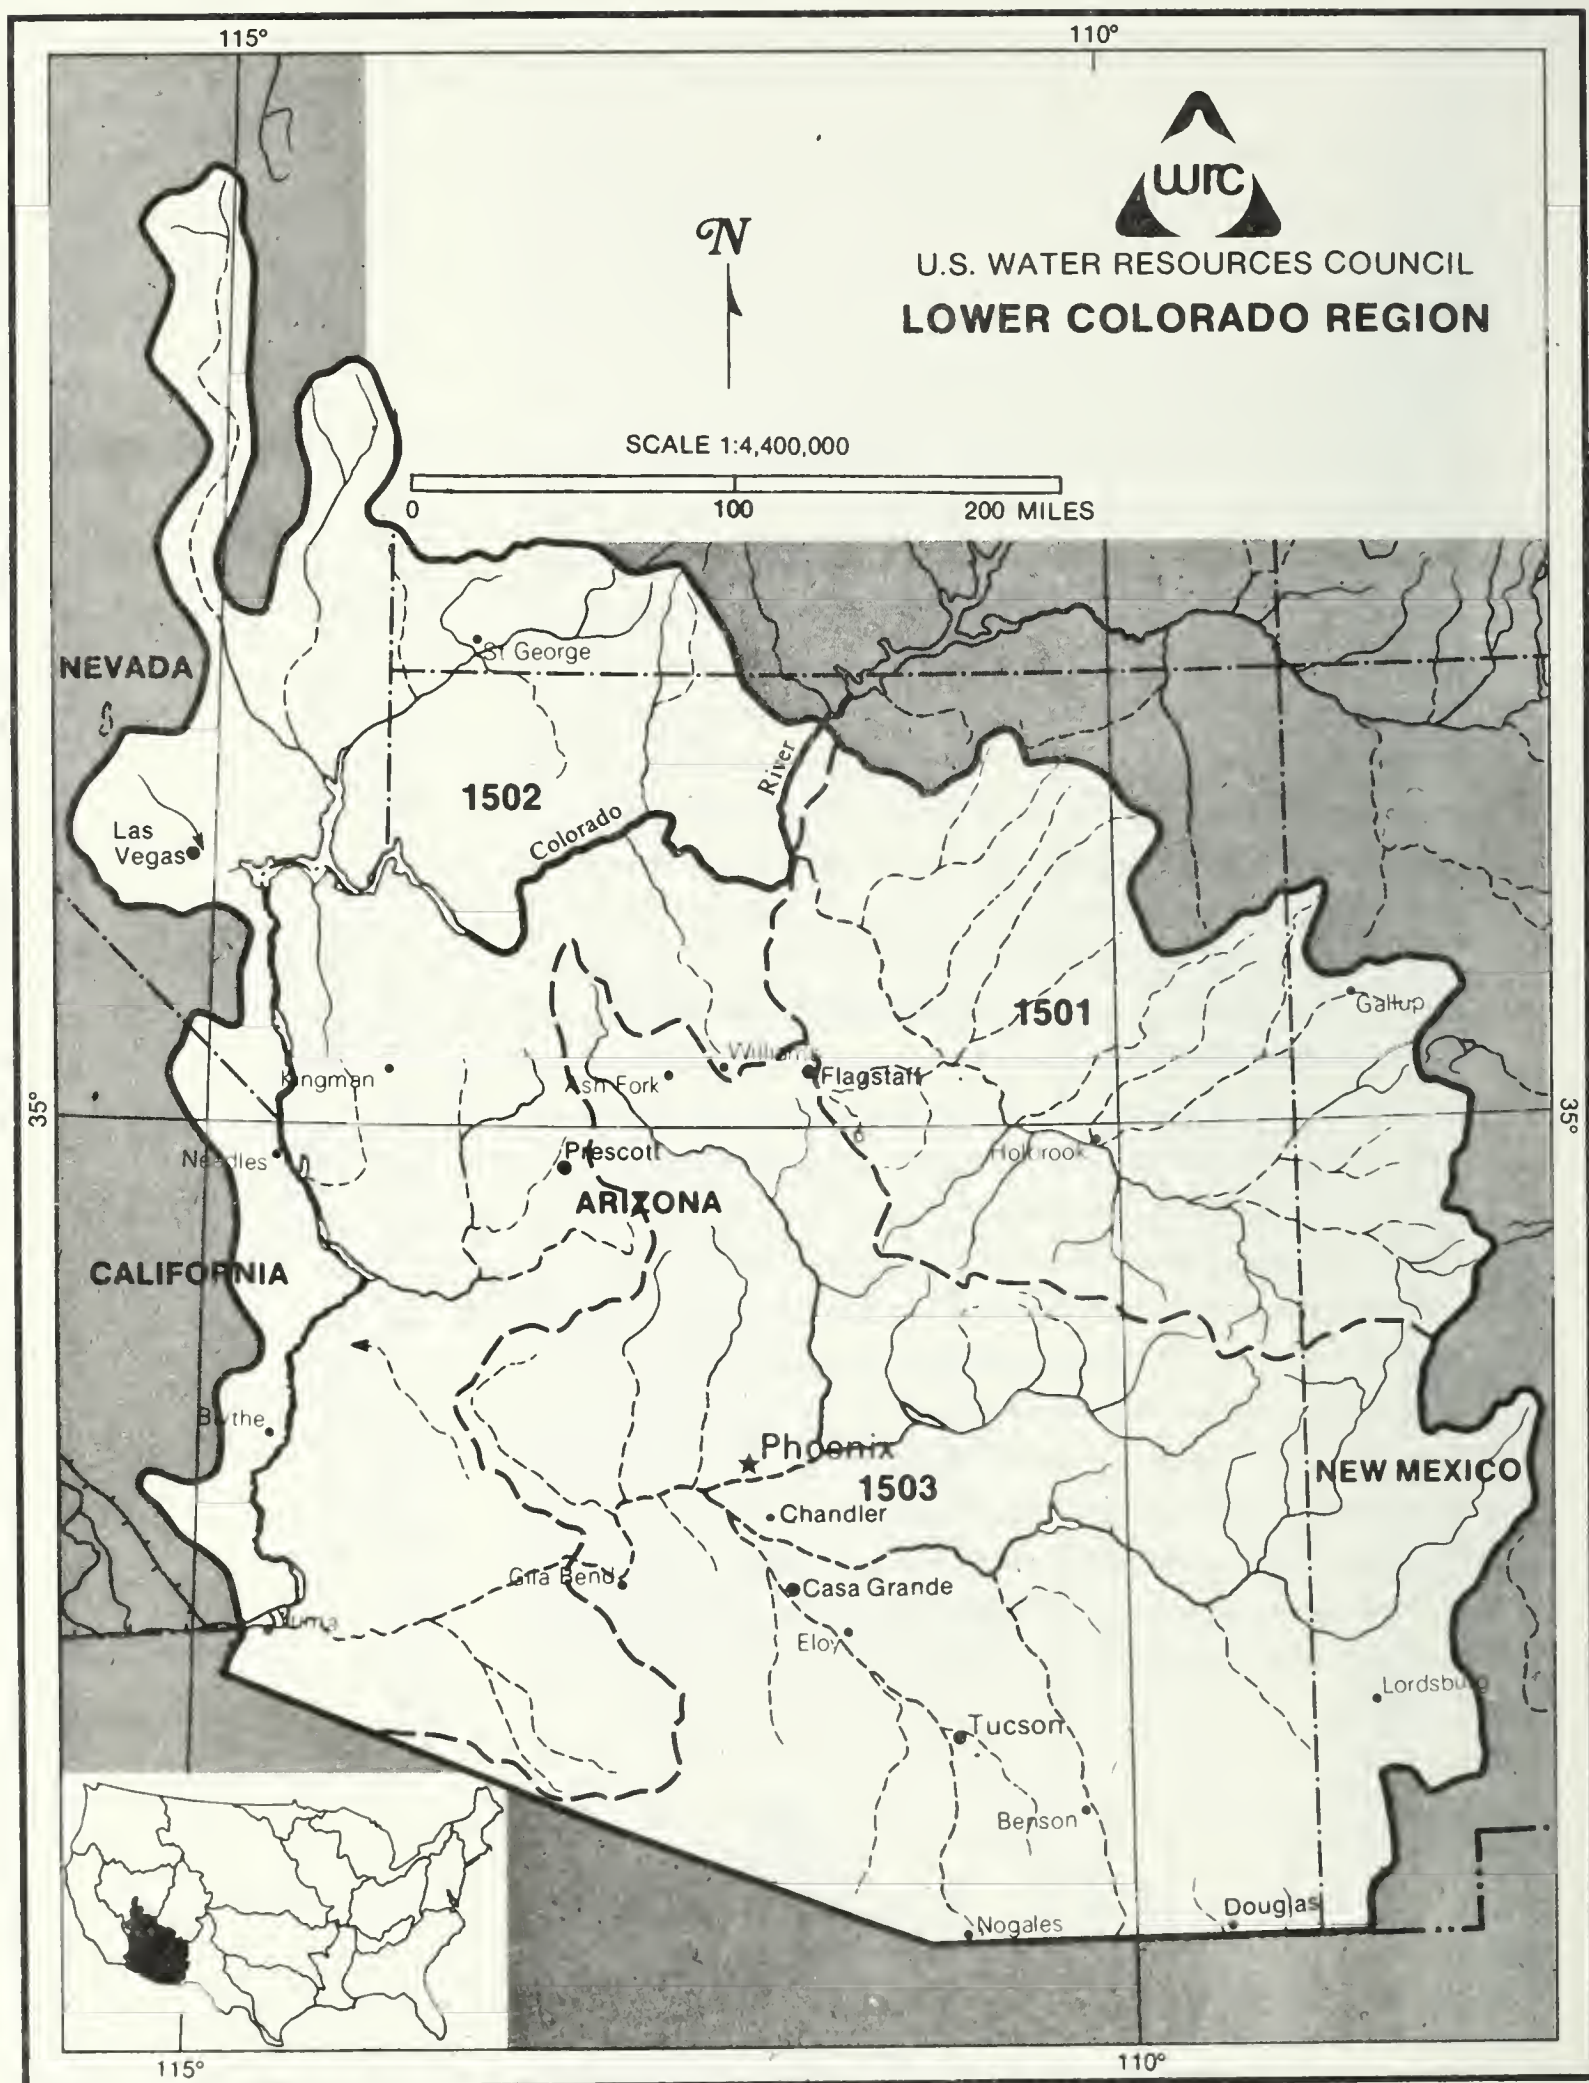 115°
110°
wrc
U.S. WATER RESOURCES COUNCIL
LOWER COLORADO REGION
N
SCALE 1:4,400,000
0 100 200 MILES
St George
NEVADA
River
1502
Colorado
Las
Vegas
1501
Gallup
Williams
Kingman
Ash Fork
Flagstaff
35°
35°
Needles
Prescott
Holbrook
ARIZONA
CALIFORNIA
Blythe
Phoenix
NEW MEXICO
1503
Chandler
Gila Bend
Casa Grande
Yuma
Eloy
Lordsburg
Tucson
Benson
Douglas
Nogales
115°
110°